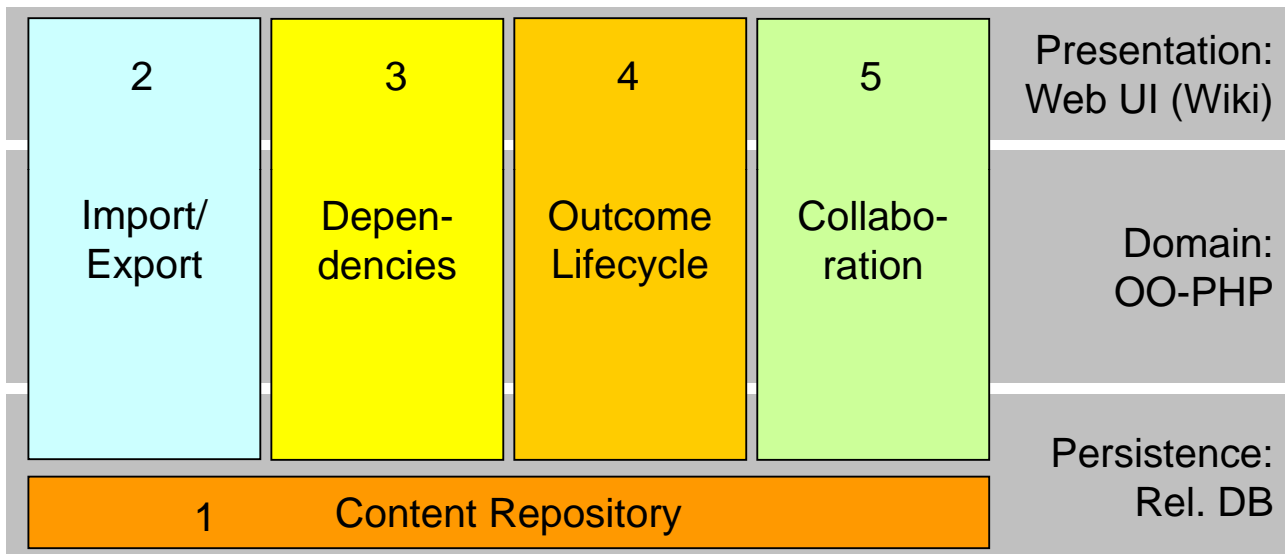 2
Import/
Export
3
Depen-
dencies
4
Outcome
Lifecycle
5
Collabo-
ration
Presentation:
Web UI (Wiki)
Domain:
OO-PHP
Persistence:
Rel. DB
1 Content Repository